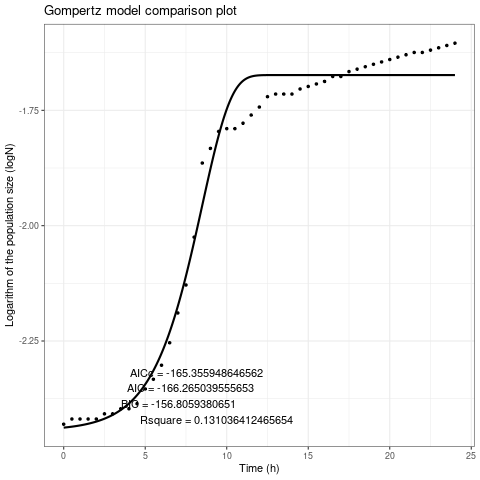 Gompertz model comparison plot
Logarithm of the population size (logN)
-1.75
-2.00
-2.25
AICc = -165.355948646562
AIC = -166.265039555653
BIC = -156.8059380651
Rsquare = 0.131036412465654
0 5 10 15 20 25
Time (h)